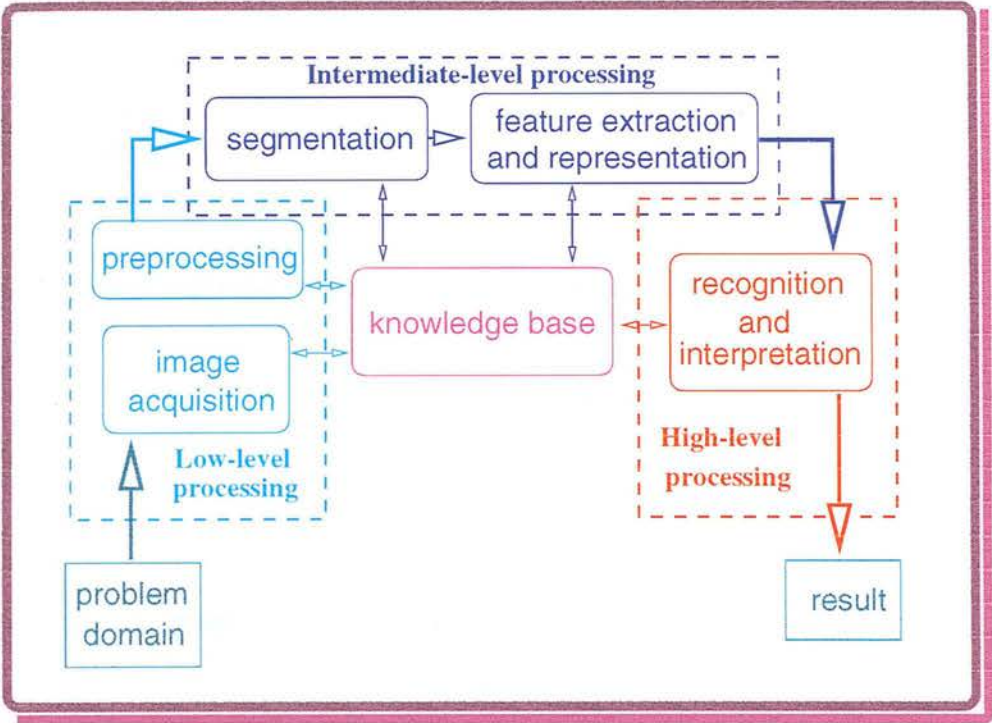 Intermediate-level processing
segmentation
feature extraction
and representation
preprocessing
knowledge base
recognition
and
interpretation
image
acquisition
Low-level
processing
High-level
processing
problem
domain
result